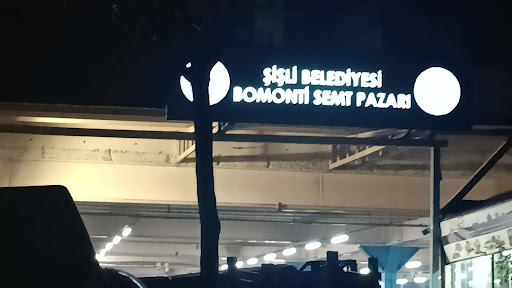 ŞİŞLİ BELEDİYESİ
BOMONTİ SEMT PAZARI